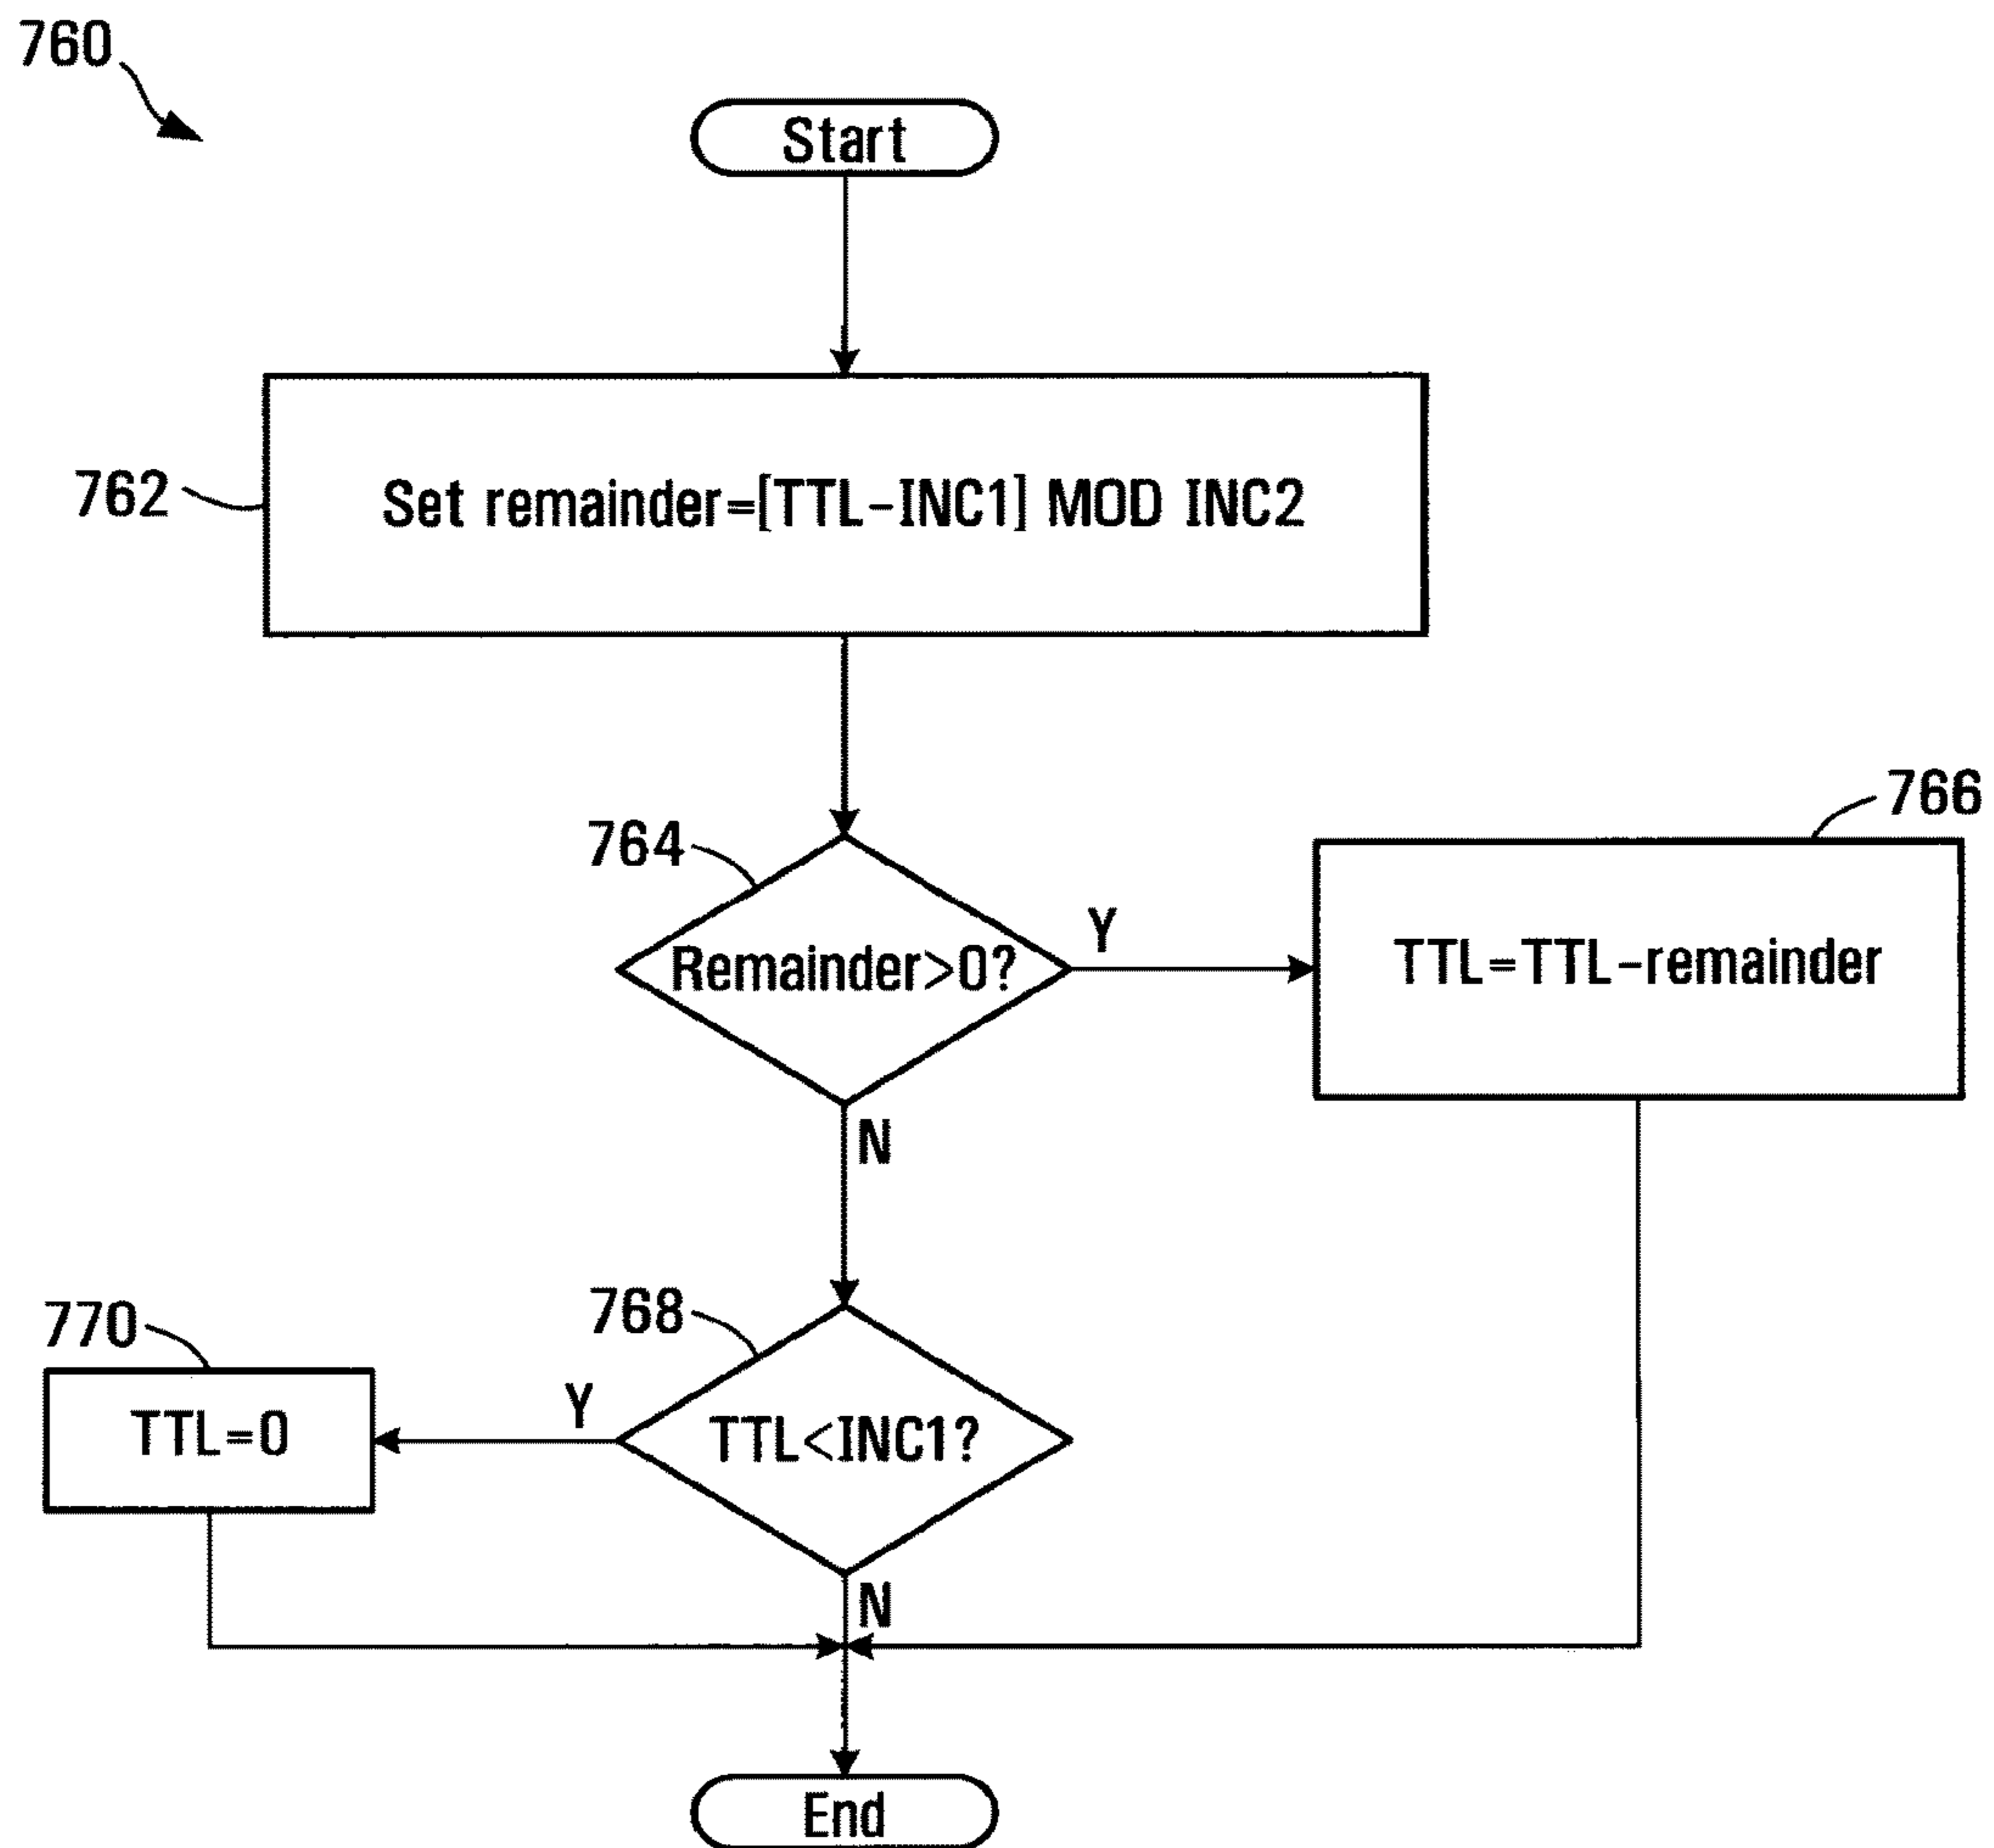 760
Start
762
Set remainder=[TTL-INC1] MOD INC2
764
766
Remainder>0?
Y
TTL=TTL-remainder
N
768
770
TTL<INC1?
Y
TTL=0
N
End